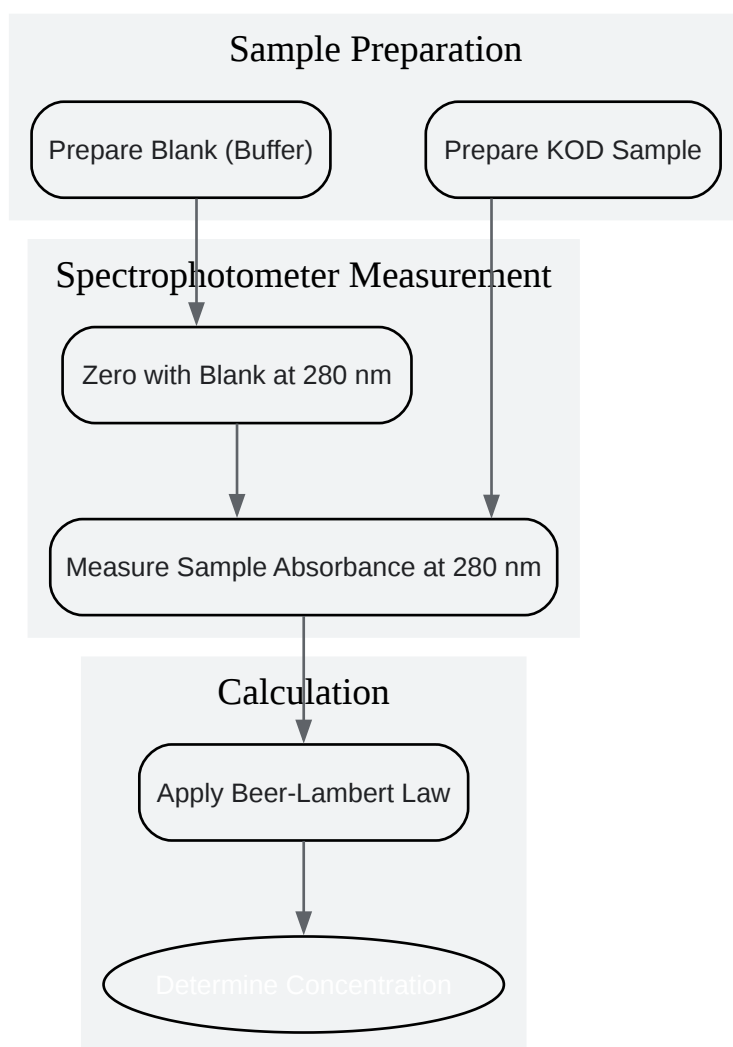 Sample Preparation
Prepare Blank (Buffer)
Prepare KOD Sample
Spectrophotometer Measurement
Zero with Blank at 280 nm
Measure Sample Absorbance at 280 nm
Calculation
Apply Beer-Lambert Law
Determine Concentration